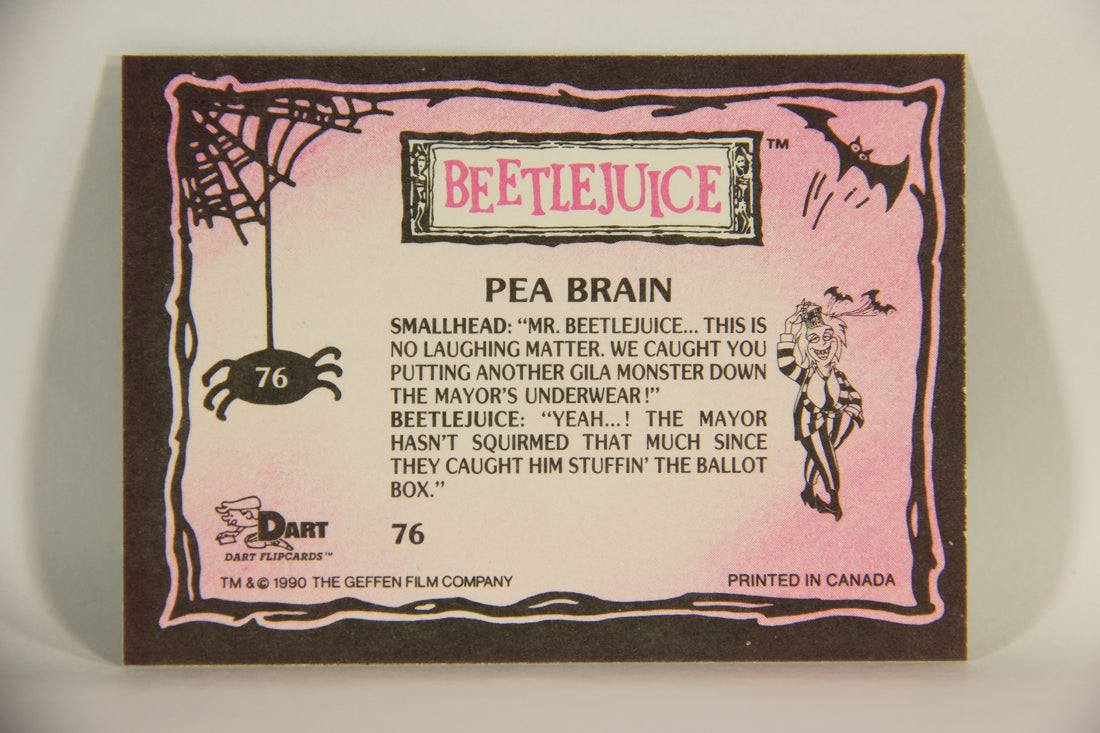 BEETLEJUICE ™
PEA BRAIN
SMALLHEAD: “MR. BEETLEJUICE... THIS IS
NO LAUGHING MATTER. WE CAUGHT YOU
PUTTING ANOTHER GILA MONSTER DOWN
THE MAYOR’S UNDERWEAR!”
BEETLEJUICE: “YEAH...! THE MAYOR
HASN’T SQUIRMED THAT MUCH SINCE
THEY CAUGHT HIM STUFFIN’ THE BALLOT
BOX.”
76
76
DART
DART FLIPCARDS™
TM & © 1990 THE GEFFEN FILM COMPANY
PRINTED IN CANADA